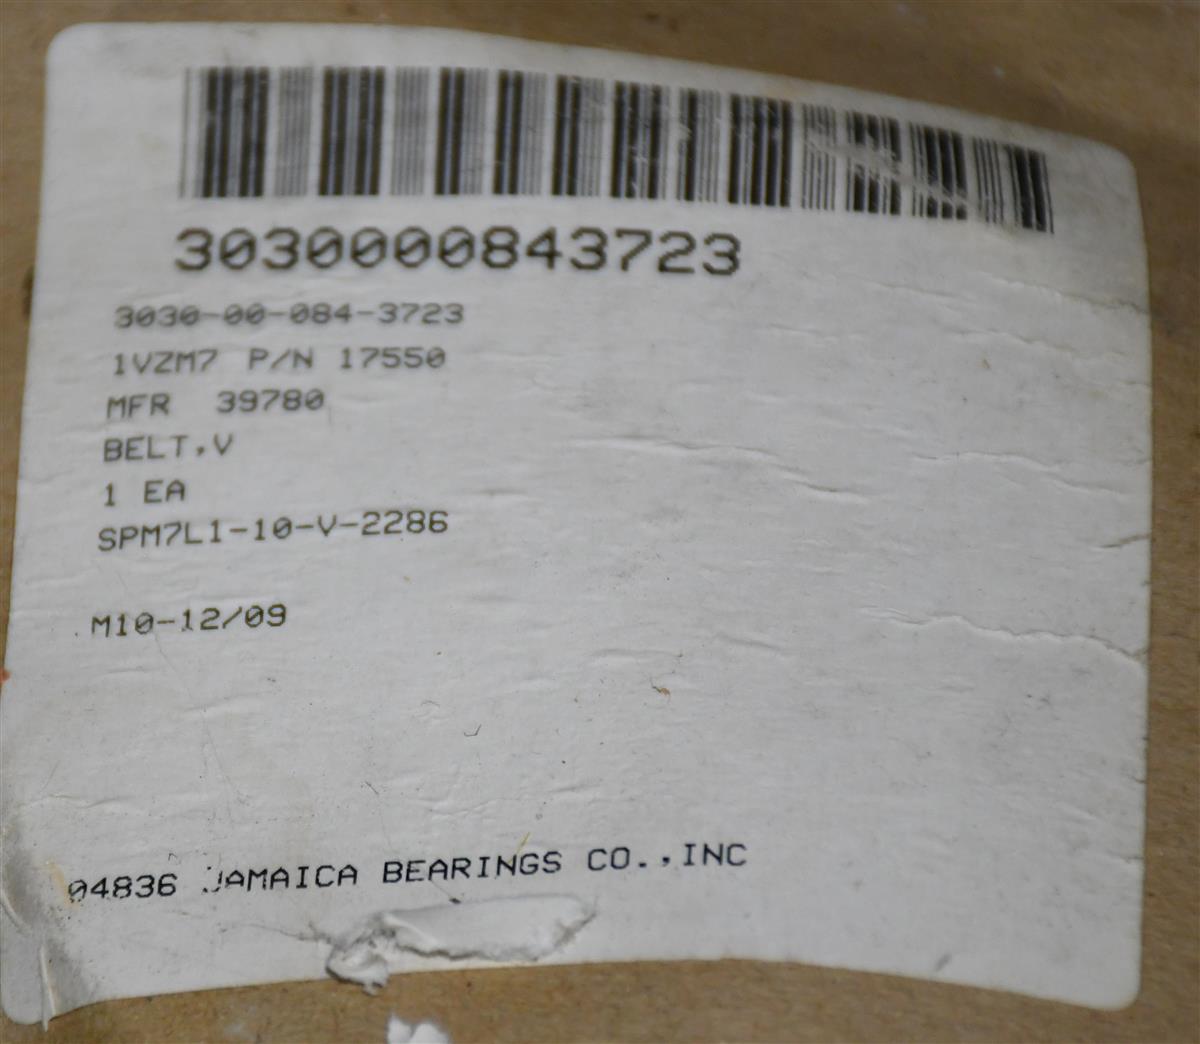 3030000843723
3030-00-084-3723
1VZM7 P/N 17550
MFR 39780
BELT,V
1 EA
SPM7L1-10-V-2286
M10-12/09
04836 JAMAICA BEARINGS CO.,INC